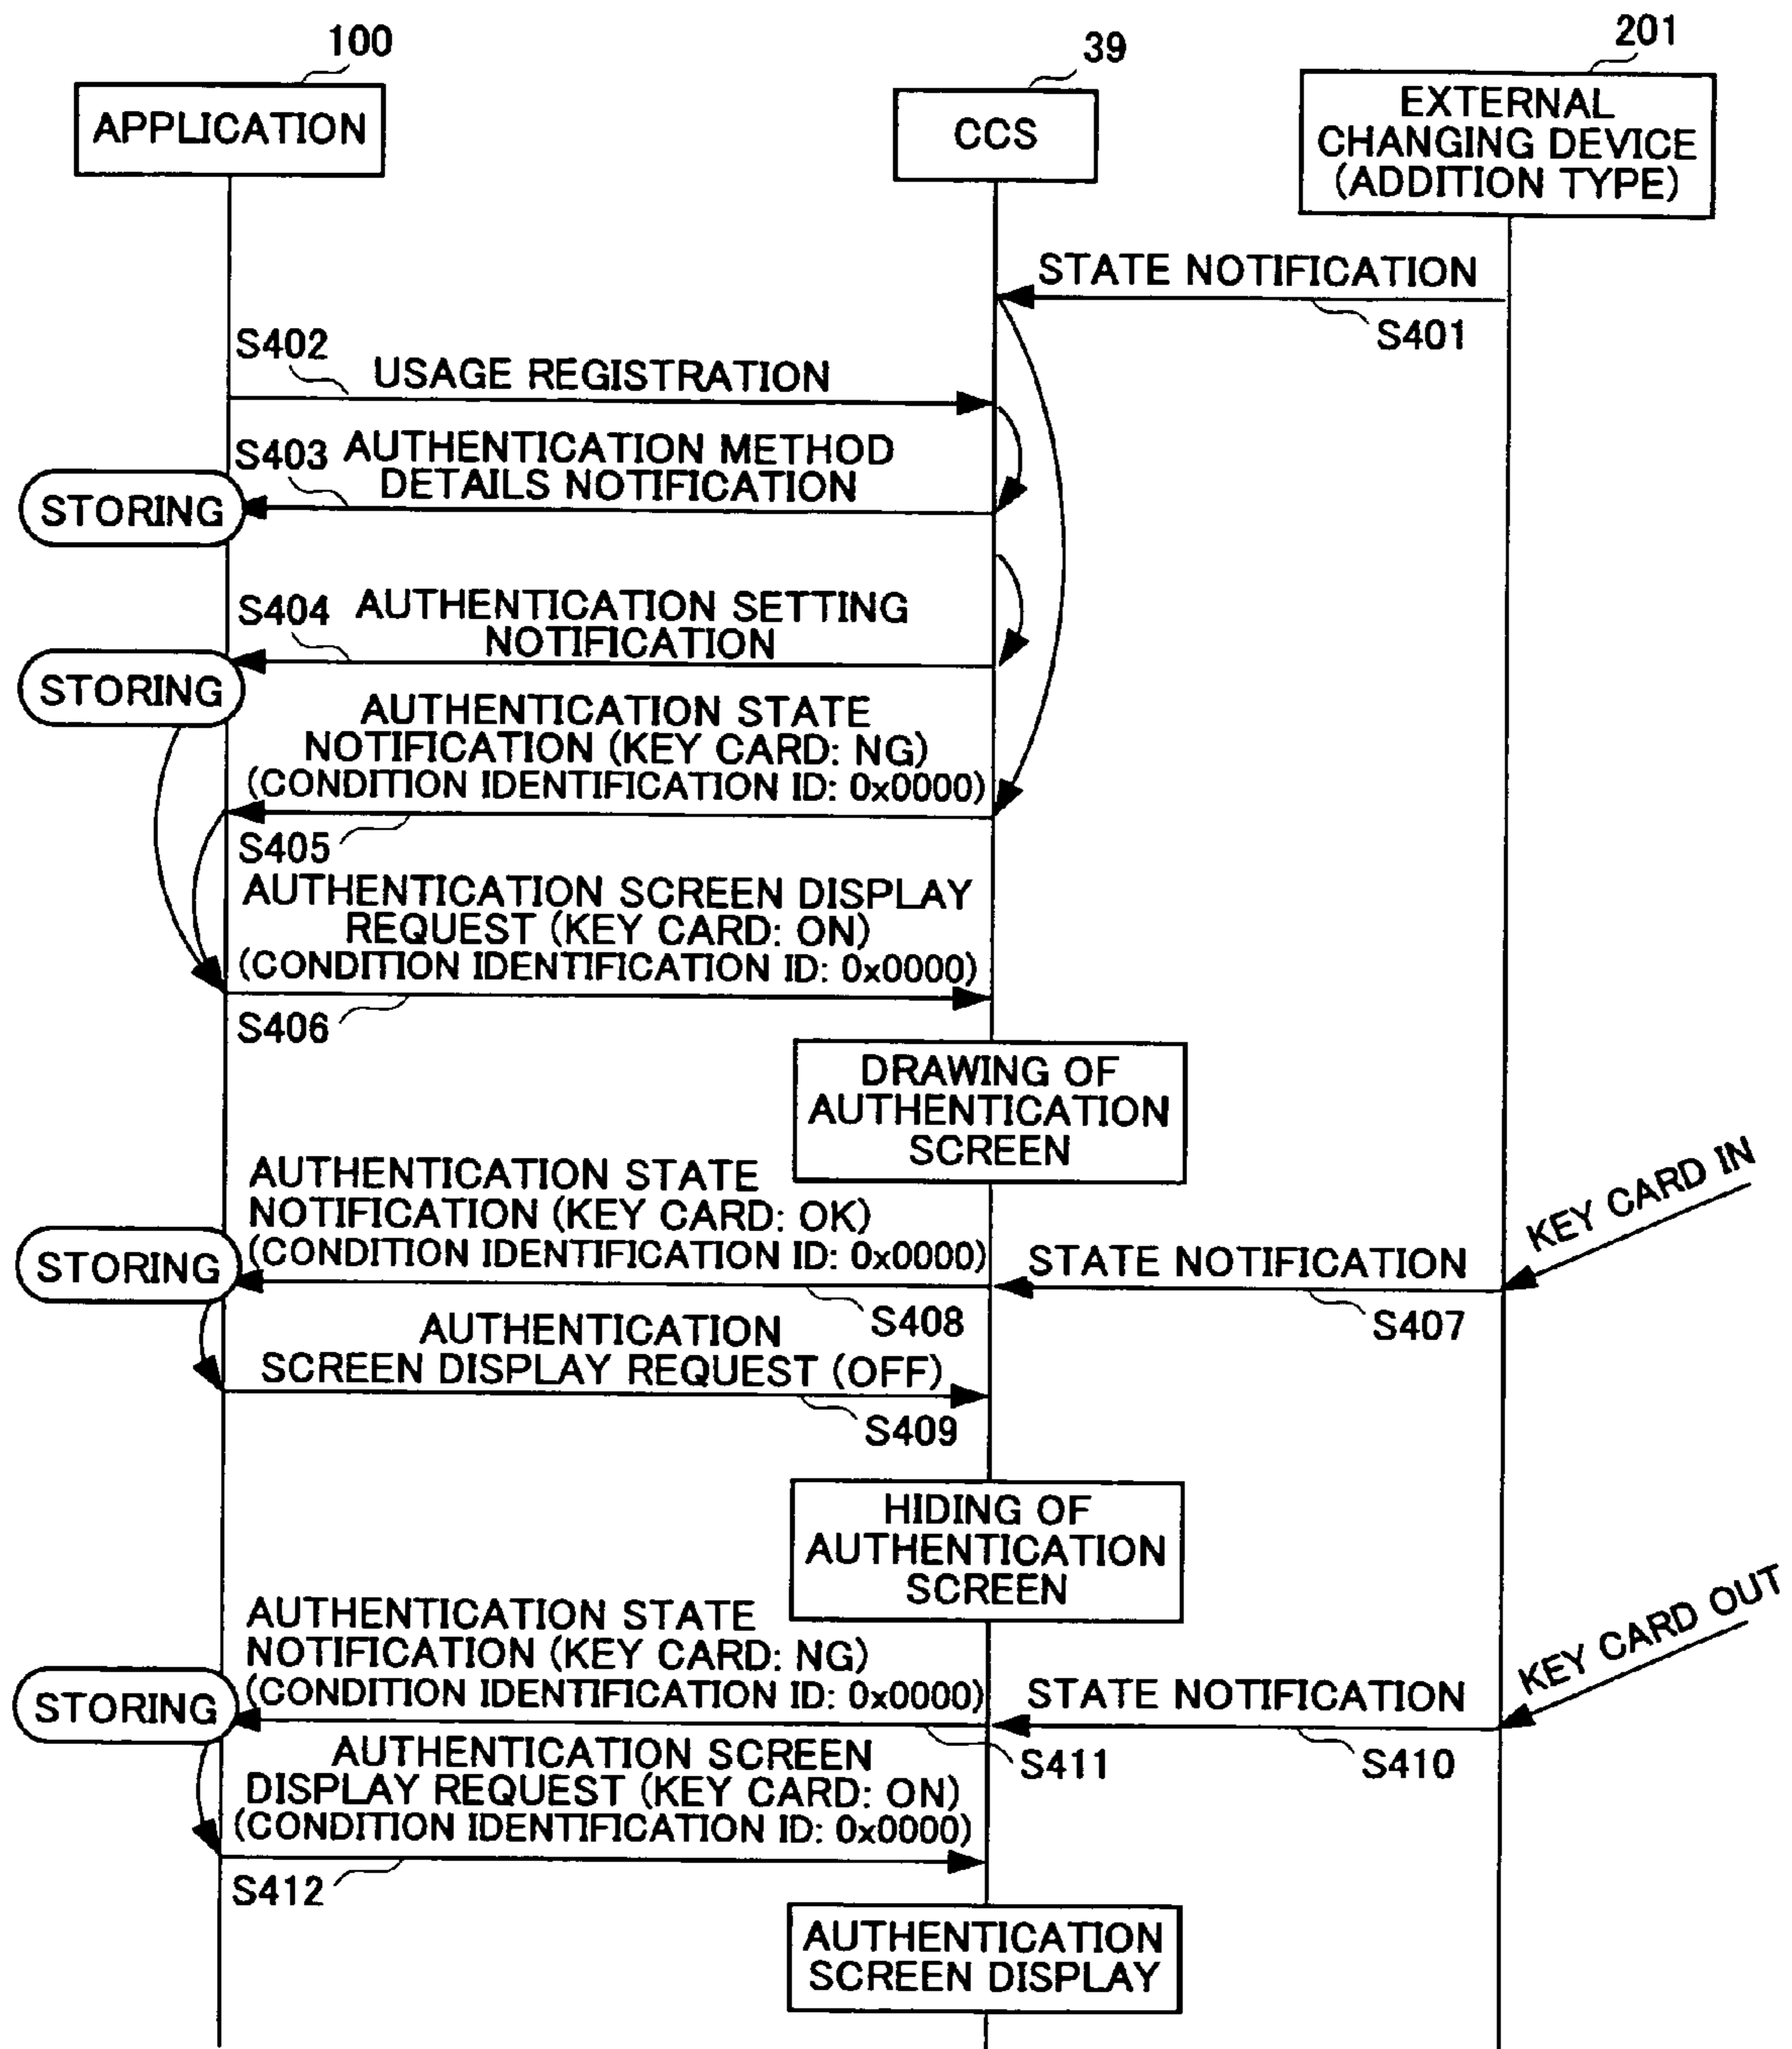 100
39
201
APPLICATION
CCS
EXTERNAL
CHANGING DEVICE
(ADDITION TYPE)
STATE NOTIFICATION
S401
S402
USAGE REGISTRATION
S403
AUTHENTICATION METHOD
DETAILS NOTIFICATION
STORING
S404
AUTHENTICATION SETTING
NOTIFICATION
STORING
AUTHENTICATION STATE
NOTIFICATION (KEY CARD: NG)
(CONDITION IDENTIFICATION ID: 0x0000)
S405
AUTHENTICATION SCREEN DISPLAY
REQUEST (KEY CARD: ON)
(CONDITION IDENTIFICATION ID: 0x0000)
S406
DRAWING OF
AUTHENTICATION
SCREEN
KEY CARD IN
AUTHENTICATION STATE
NOTIFICATION (KEY CARD: OK)
(CONDITION IDENTIFICATION ID: 0x0000)
STORING
STATE NOTIFICATION
S408
S407
AUTHENTICATION
SCREEN DISPLAY REQUEST (OFF)
S409
HIDING OF
AUTHENTICATION
SCREEN
KEY CARD OUT
AUTHENTICATION STATE
NOTIFICATION (KEY CARD: NG)
(CONDITION IDENTIFICATION ID: 0x0000)
STORING
STATE NOTIFICATION
S411
S410
AUTHENTICATION SCREEN
DISPLAY REQUEST (KEY CARD: ON)
(CONDITION IDENTIFICATION ID: 0x0000)
S412
AUTHENTICATION
SCREEN DISPLAY